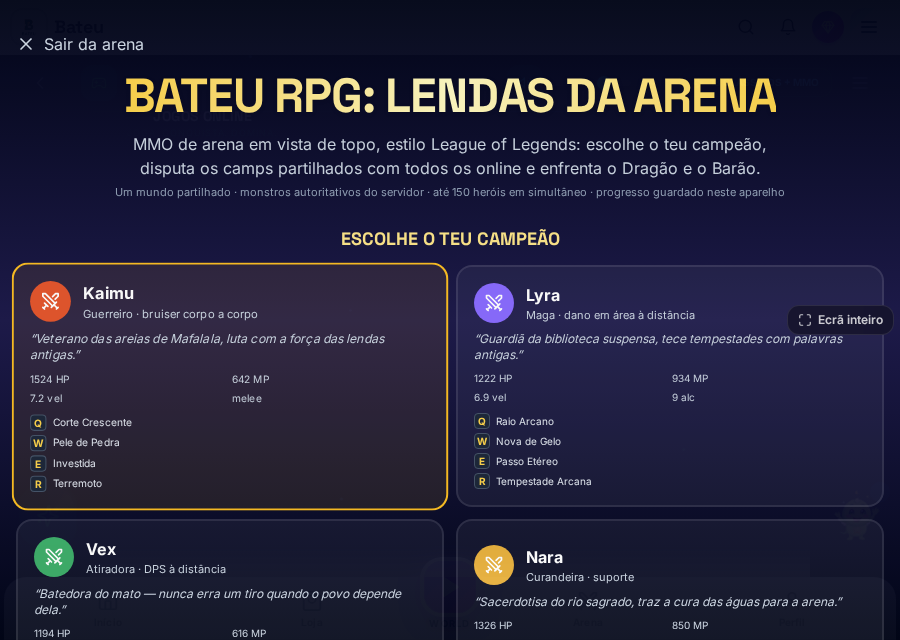 Bateu
Sair da arena
BATEU RPG: LENDAS DA ARENA
MMO de arena em vista de topo, estilo League of Legends: escolhe o teu campeão,
disputa os camps partilhados com todos os online e enfrenta o Dragão e o Barão.
Um mundo partilhado · monstros autoritativos do servidor · até 150 heróis em simultâneo · progresso guardado neste aparelho
ESCOLHE O TEU CAMPEÃO
Kaimu
Guerreiro · bruiser corpo a corpo
“Veterano das areias de Mafalala, luta com a força das lendas
antigas.”
1524 HP
642 MP
7.2 vel
melee
Q Corte Crescente
W Pele de Pedra
E Investida
R Terremoto
Lyra
Maga · dano em área à distância
Ecrã inteiro
“Guardiã da biblioteca suspensa, tece tempestades com palavras
antigas.”
1222 HP
934 MP
6.9 vel
9 alc
Q Raio Arcano
W Nova de Gelo
E Passo Etéreo
R Tempestade Arcana
Vex
Atiradora · DPS à distância
“Batedora do mato — nunca erra um tiro quando o povo depende
dela.”
1194 HP
616 MP
Nara
Curandeira · suporte
“Sacerdotisa do rio sagrado, traz a cura das águas para a arena.”
1326 HP
850 MP